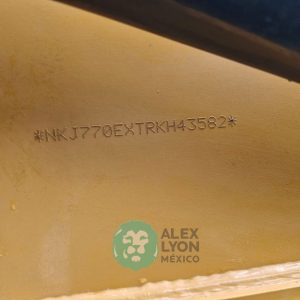 *NKJ770EXTRKH43582*
ALEX
LYON
MÉXICO